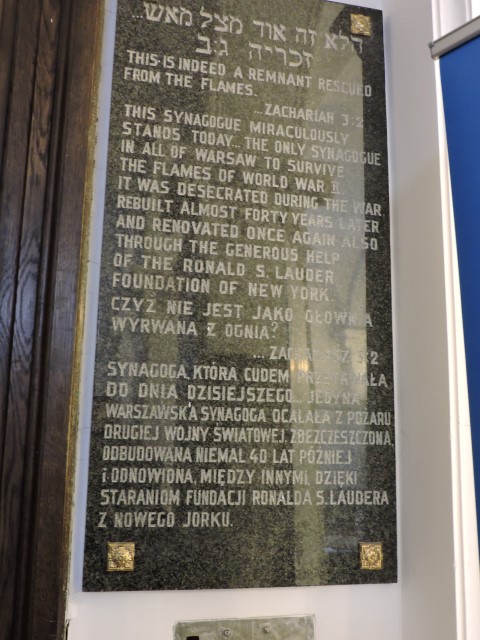 הלא זה אוד מצל מאש...
זכריה ג:ב
THIS IS INDEED A REMNANT RESCUED
FROM THE FLAMES.
...ZACHARIAH 3:2
THIS SYNAGOGUE MIRACULOUSLY
STANDS TODAY... THE ONLY SYNAGOGUE
IN ALL OF WARSAW TO SURVIVE
THE FLAMES OF WORLD WAR II.
IT WAS DESECRATED DURING THE WAR,
REBUILT ALMOST FORTY YEARS LATER
AND RENOVATED ONCE AGAIN ALSO
THROUGH THE GENEROUS HELP
OF THE RONALD S. LAUDER
FOUNDATION OF NEW YORK.
CZYŻ NIE JEST JAKO GŁOWNIA
WYRWANA Z OGNIA?
... ZACHARIASZ 3:2
SYNAGOGA, KTÓRA CUDEM PRZETRWAŁA
DO DNIA DZISIEJSZEGO... JEDYNA
WARSZAWSKA SYNAGOGA OCALAŁA Z POŻARU
DRUGIEJ WOJNY ŚWIATOWEJ, ZBEZCZESZCZONA,
ODBUDOWANA NIEMAL 40 LAT PÓŹNIEJ
i ODNOWIONA, MIĘDZY INNYMI, DZIĘKI
STARANIOM FUNDACJI RONALDA S. LAUDERA
Z NOWEGO JORKU.